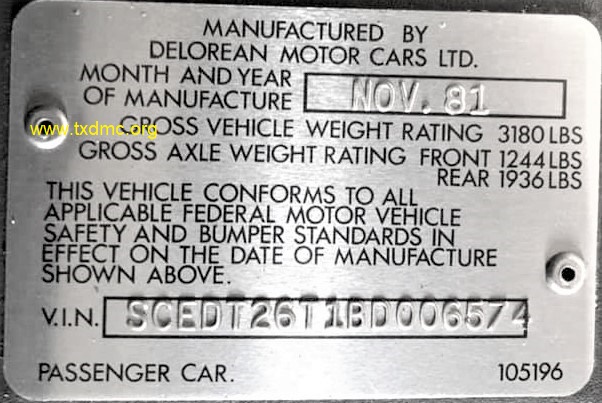 MANUFACTURED BY
DELOREAN MOTOR CARS LTD.
MONTH AND YEAR
OF MANUFACTURE NOV. 81
www.txdmc.org
GROSS VEHICLE WEIGHT RATING 3180 LBS
GROSS AXLE WEIGHT RATING FRONT 1244 LBS
REAR 1936 LBS
THIS VEHICLE CONFORMS TO ALL
APPLICABLE FEDERAL MOTOR VEHICLE
SAFETY AND BUMPER STANDARDS IN
EFFECT ON THE DATE OF MANUFACTURE
SHOWN ABOVE.
V.I.N. SCEDT26T1BD006574
PASSENGER CAR. 105196